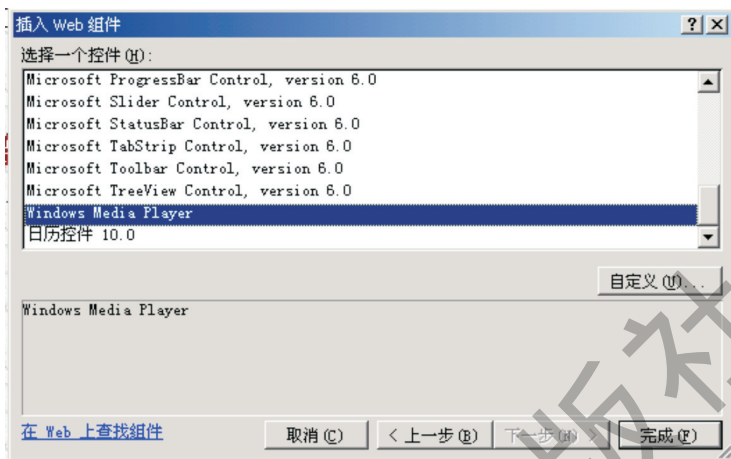 插入 Web 组件
选择一个控件(H):
Microsoft ProgressBar Control, version 6.0
Microsoft Slider Control, version 6.0
Microsoft StatusBar Control, version 6.0
Microsoft TabStrip Control, version 6.0
Microsoft Toolbar Control, version 6.0
Microsoft TreeView Control, version 6.0
Windows Media Player
日历控件 10.0
自定义(U)...
Windows Media Player
在 Web 上查找组件
取消(C)
< 上一步(B)
下一步(N) >
完成(F)
版社